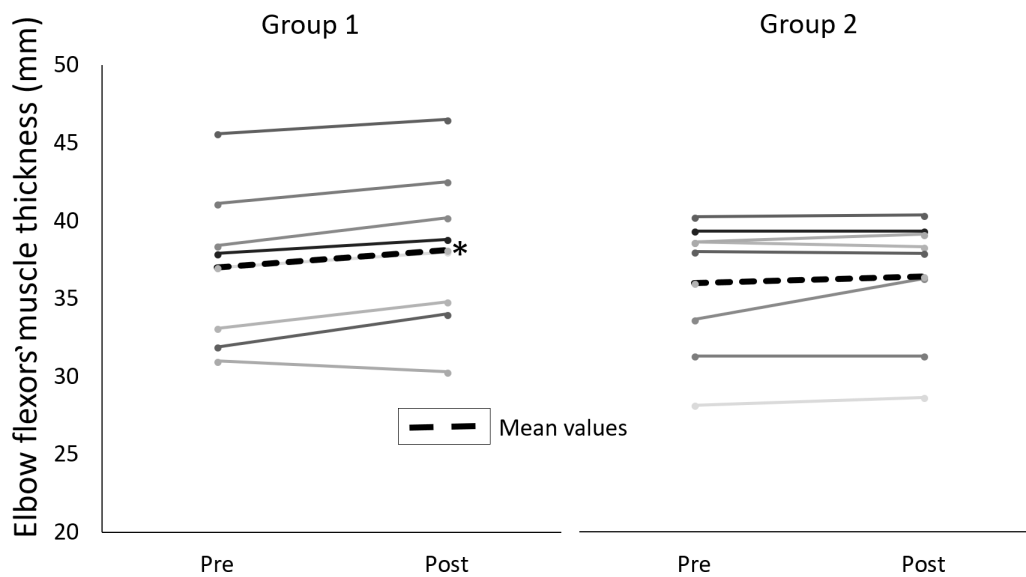 Group 1
Group 2
Elbow flexors' muscle thickness (mm)
50
45
40
35
30
25
20
*
Mean values
Pre
Post
Pre
Post